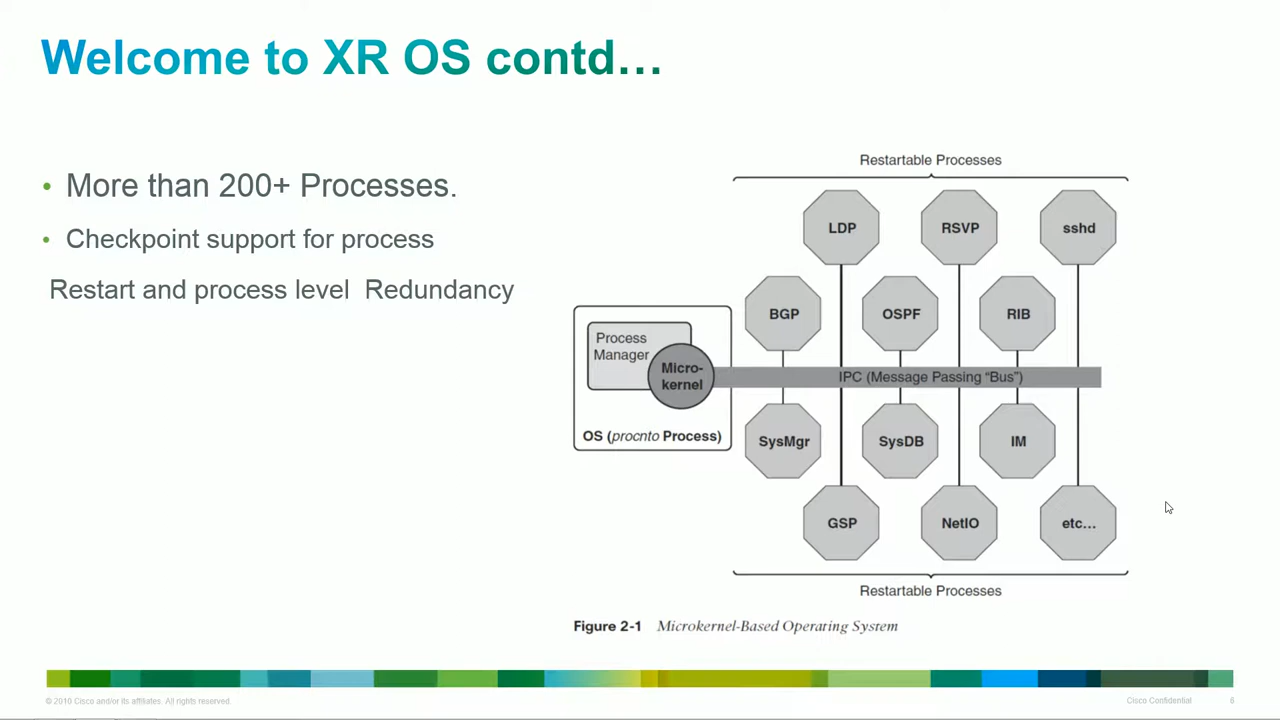 Welcome to XR OS contd…
• More than 200+ Processes.
• Checkpoint support for process
Restart and process level Redundancy
Restartable Processes
LDP
RSVP
sshd
BGP
OSPF
RIB
Process
Manager
Micro-
kernel
IPC (Message Passing “Bus”)
OS (procnto Process)
SysMgr
SysDB
IM
GSP
NetIO
etc…
Restartable Processes
Figure 2-1 Microkernel-Based Operating System
© 2010 Cisco and/or its affiliates. All rights reserved.
Cisco Confidential
6